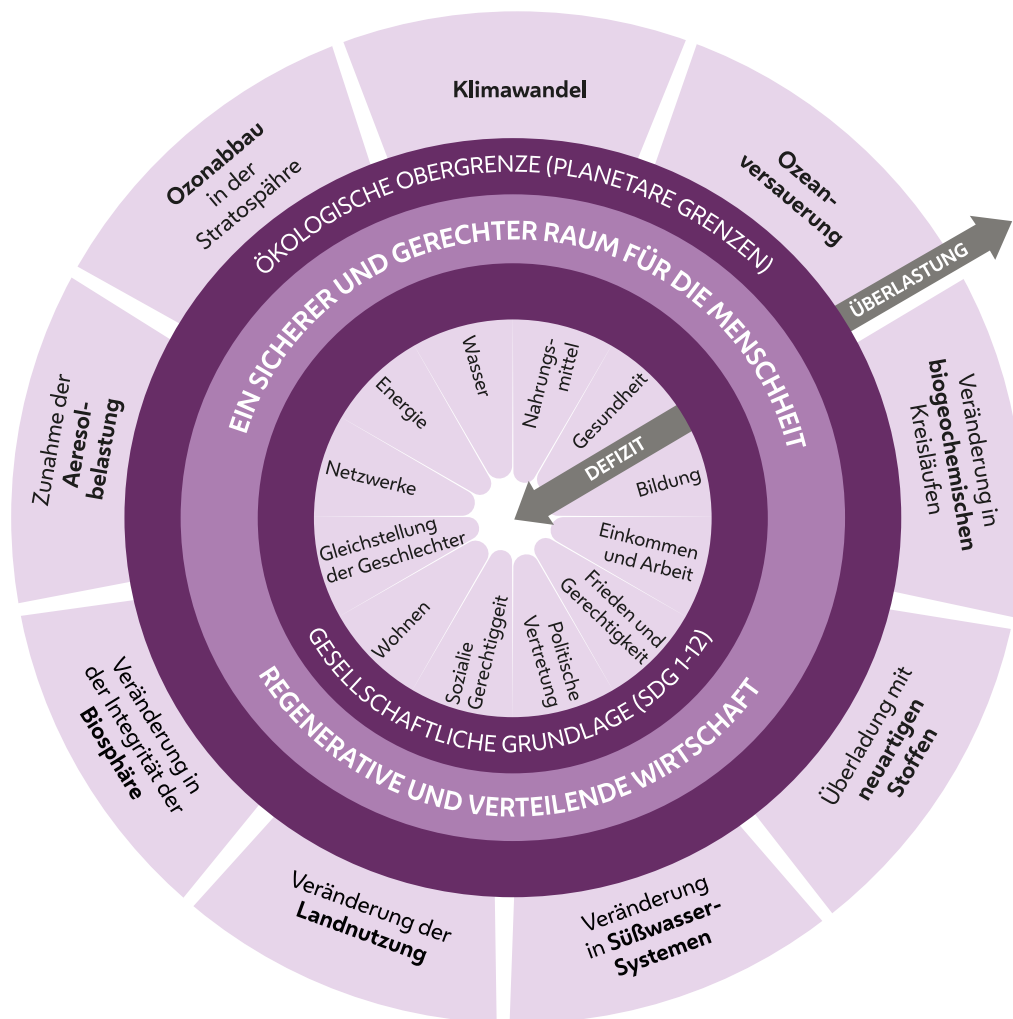 Klimawandel
Ozean-
versauerung
ÜBERLASTUNG
Veränderung in
biogeochemischen
Kreisläufen
Überladung mit
neuartigen
Stoffen
Veränderung
in Süßwasser-
Systemen
Veränderung der
Landnutzung
Veränderung in
der Integrität der
Biosphäre
Zunahme der
Aeresol-
belastung
Ozonabbau
in der
Stratospähre
ÖKOLOGISCHE OBERGRENZE (PLANETARE GRENZEN)
EIN SICHERER UND GERECHTER RAUM FÜR DIE MENSCHHEIT
Wasser
Nahrungs-
mittel
Gesundheit
DEFIZIT
Bildung
Einkommen
und Arbeit
Frieden und
Gerechtigkeit
Politische
Vertretung
Sozialie
Gerechtiggeit
Wohnen
Gleichstellung
der Geschlechter
Netzwerke
Energie
GESELLSCHAFTLICHE GRUNDLAGE (SDG 1-12)
REGENERATIVE UND VERTEILENDE WIRTSCHAFT